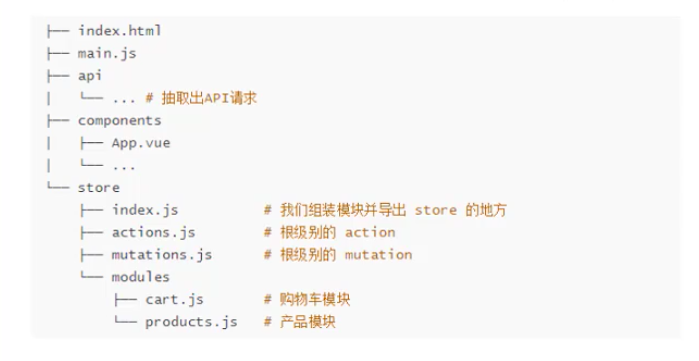 ├── index.html
├── main.js
├── api
│   └── ... # 抽取出API请求
├── components
│   ├── App.vue
│   └── ...
└── store
    ├── index.js          # 我们组装模块并导出 store 的地方
    ├── actions.js        # 根级别的 action
    ├── mutations.js      # 根级别的 mutation
    └── modules
        ├── cart.js       # 购物车模块
        └── products.js   # 产品模块